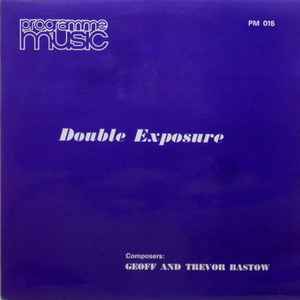 programme
music
PM 016
Double Exposure
Composers:
GEOFF AND TREVOR BASTOW